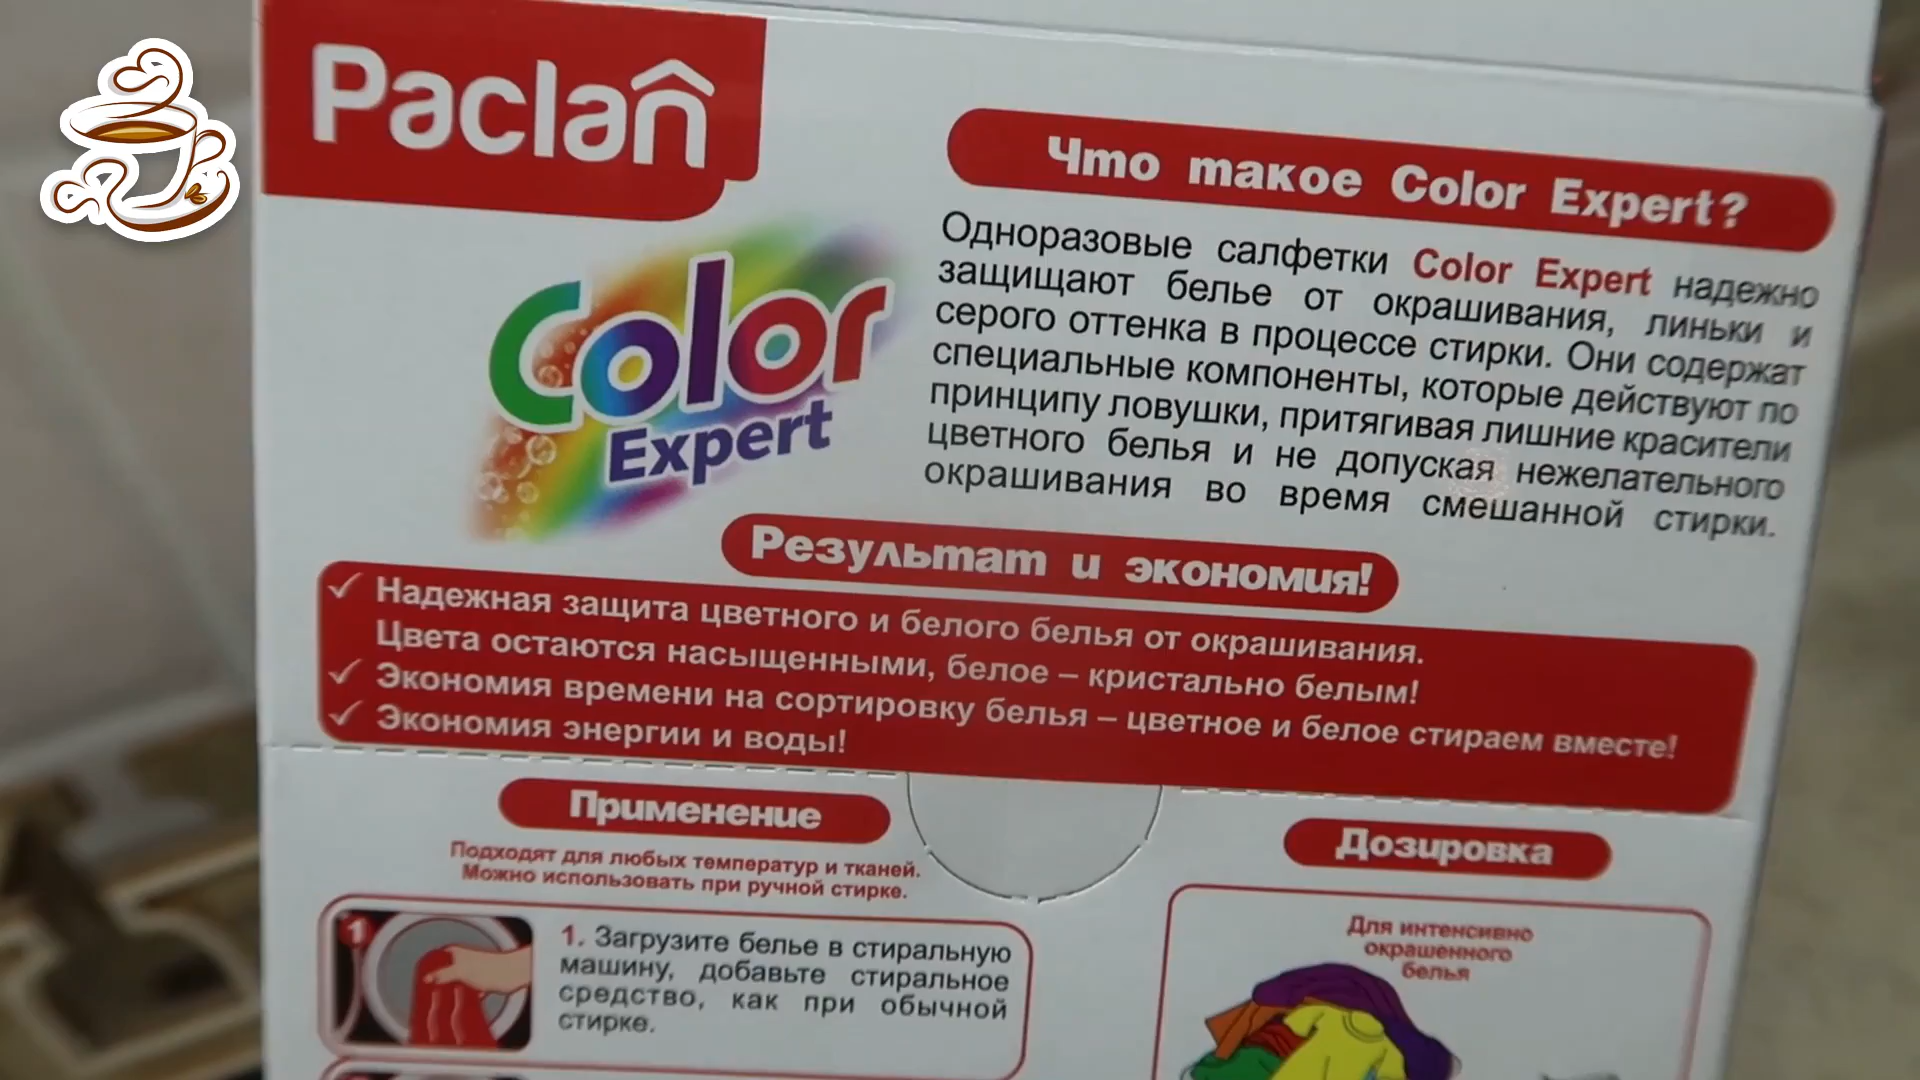 Paclan
Что такое Color Expert?
Одноразовые салфетки Color Expert надежно
защищают белье от окрашивания, линьки и
серого оттенка в процессе стирки. Они содержат
специальные компоненты, которые действуют по
принципу ловушки, притягивая лишние красители
цветного белья и не допуская нежелательного
окрашивания во время смешанной стирки.
Color
Expert
Результат и экономия!
✓ Надежная защита цветного и белого белья от окрашивания.
Цвета остаются насыщенными, белое – кристально белым!
✓ Экономия времени на сортировку белья – цветное и белое стираем вместе!
✓ Экономия энергии и воды!
Применение
Подходят для любых температур и тканей.
Можно использовать при ручной стирке.
1
1. Загрузите белье в стиральную
машину, добавьте стиральное
средство, как при обычной
стирке.
Дозировка
Для интенсивно
окрашенного
белья